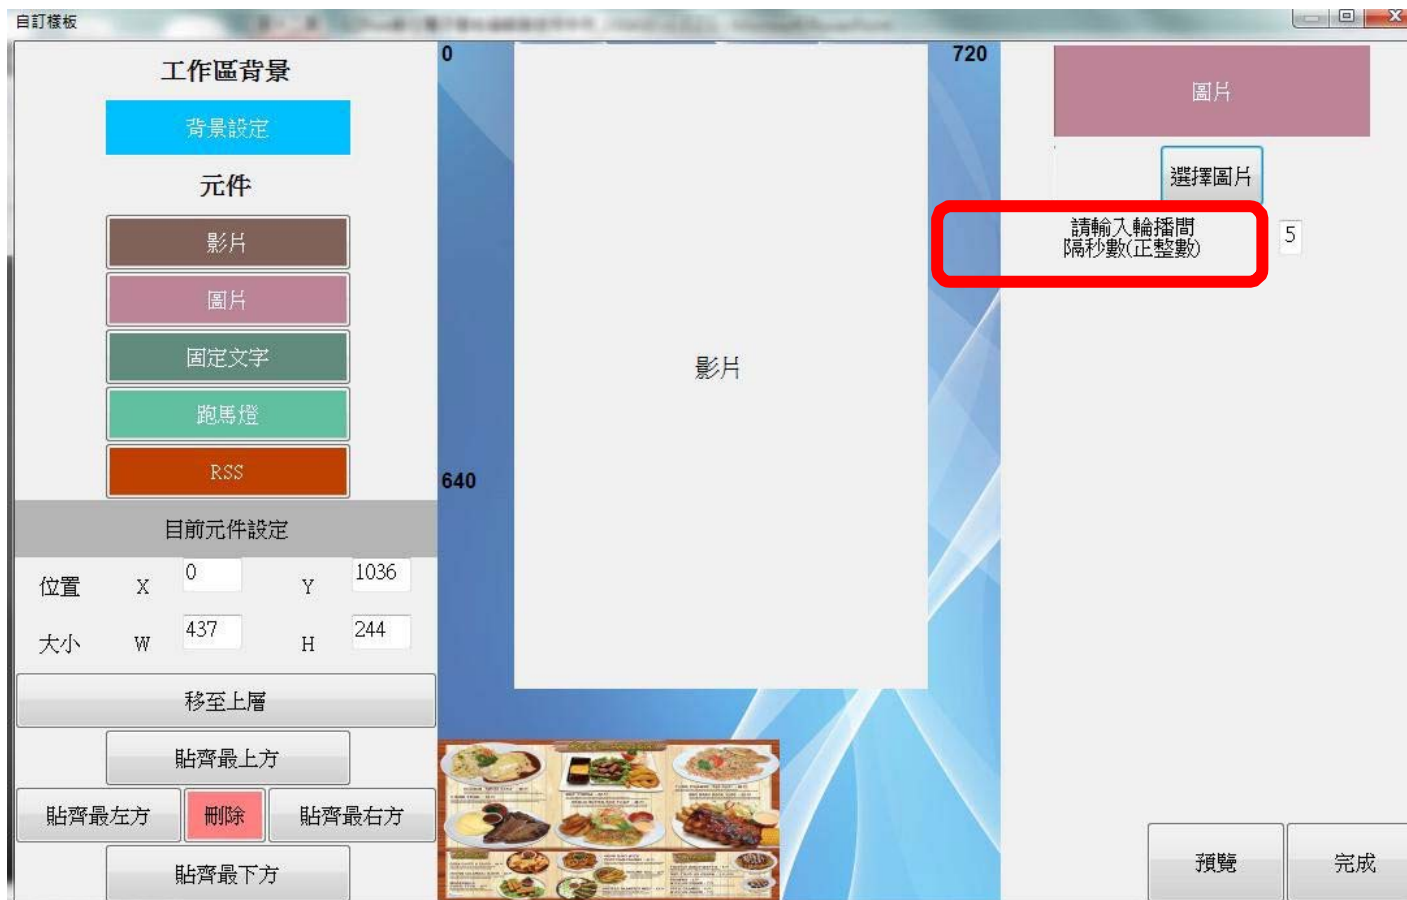 自訂樣板
工作區背景
背景設定
元件
影片
圖片
固定文字
跑馬燈
RSS
目前元件設定
位置 X 0 Y 1036
大小 W 437 H 244
移至上層
貼齊最上方
貼齊最左方 刪除 貼齊最右方
貼齊最下方
0 720
640
影片
圖片
選擇圖片
請輸入輪播間
隔秒數(正整數) 5
預覽 完成